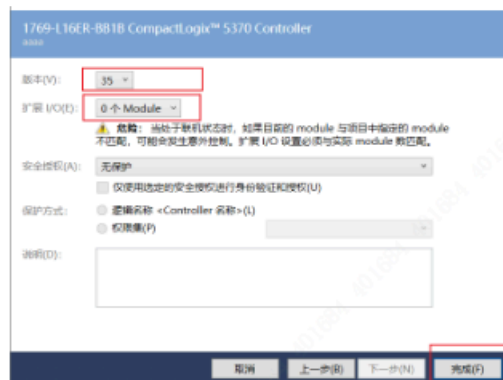 1769-L16ER-BB1B CompactLogix™ 5370 Controller
aaaa
版本(V): 35
扩展 I/O(E): 0 个 Module
危险: 当处于联机状态时，如果目前的 module 与项目中指定的 module
不匹配，可能会发生意外控制。扩展 I/O 设置必须与实际 module 数匹配。
安全授权(A): 无保护
仅使用选定的安全授权进行身份验证和授权(U)
保护方式: 逻辑名称 <Controller 名称>(L)
权限集(P)
说明(D):
取消 上一步(B) 下一步(N) 完成(F)
401684 401684